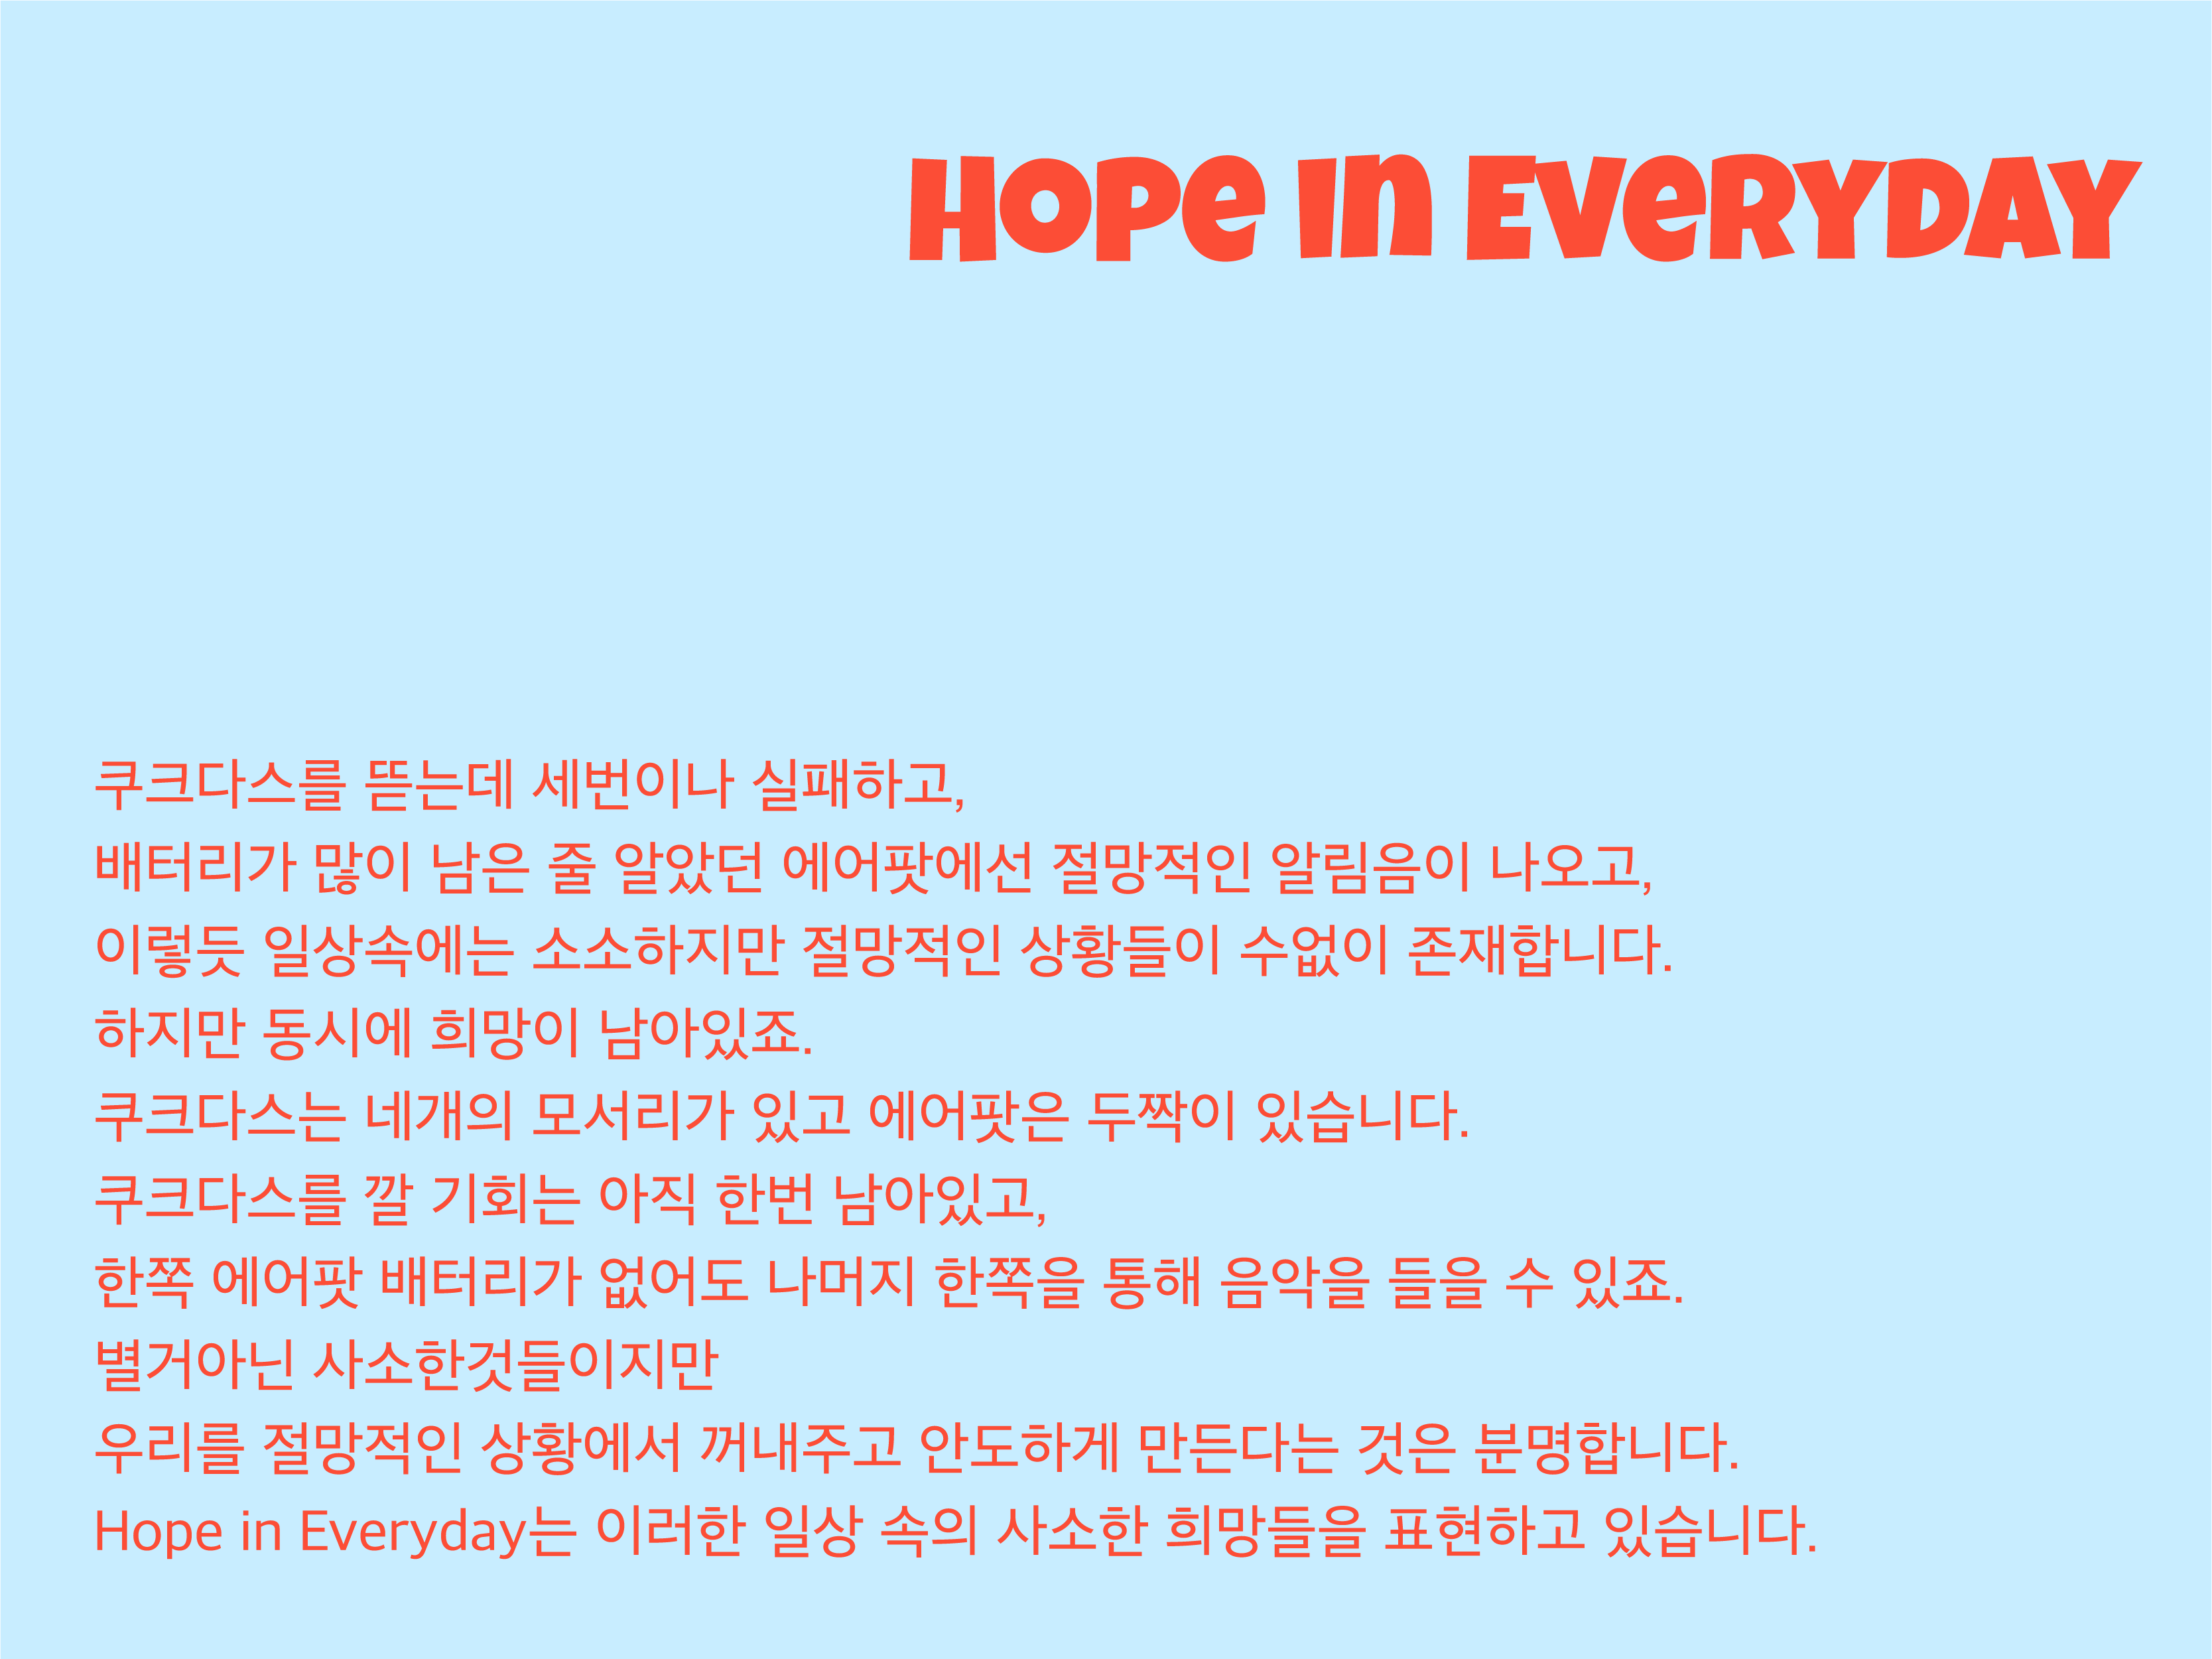 HOPe in EVeRYDAY
쿠크다스를 뜯는데 세번이나 실패하고,
배터리가 많이 남은 줄 알았던 에어팟에선 절망적인 알림음이 나오고,
이렇듯 일상속에는 소소하지만 절망적인 상황들이 수없이 존재합니다.
하지만 동시에 희망이 남아있죠.
쿠크다스는 네개의 모서리가 있고 에어팟은 두짝이 있습니다.
쿠크다스를 깔 기회는 아직 한번 남아있고,
한쪽 에어팟 배터리가 없어도 나머지 한쪽을 통해 음악을 들을 수 있죠.
별거아닌 사소한것들이지만
우리를 절망적인 상황에서 꺼내주고 안도하게 만든다는 것은 분명합니다.
Hope in Everyday는 이러한 일상 속의 사소한 희망들을 표현하고 있습니다.